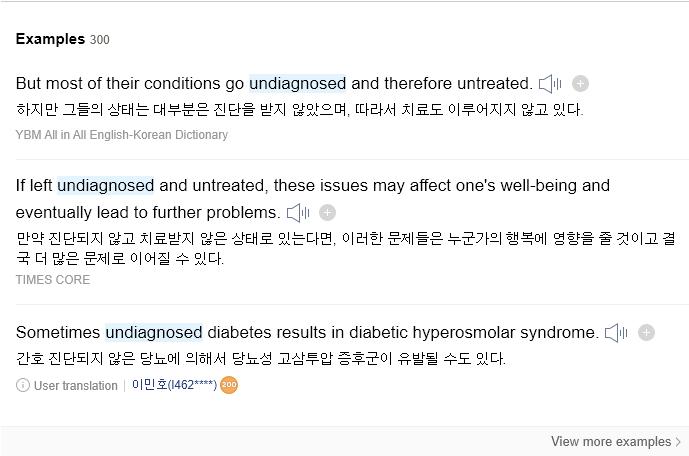 Examples 300
But most of their conditions go undiagnosed and therefore untreated.
하지만 그들의 상태는 대부분은 진단을 받지 않았으며, 따라서 치료도 이루어지지 않고 있다.
YBM All in All English-Korean Dictionary
If left undiagnosed and untreated, these issues may affect one's well-being and
eventually lead to further problems.
만약 진단되지 않고 치료받지 않은 상태로 있는다면, 이러한 문제들은 누군가의 행복에 영향을 줄 것이고 결
국 더 많은 문제로 이어질 수 있다.
TIMES CORE
Sometimes undiagnosed diabetes results in diabetic hyperosmolar syndrome.
간호 진단되지 않은 당뇨에 의해서 당뇨성 고삼투압 증후군이 유발될 수도 있다.
User translation | 이민호(l462****) 200
View more examples